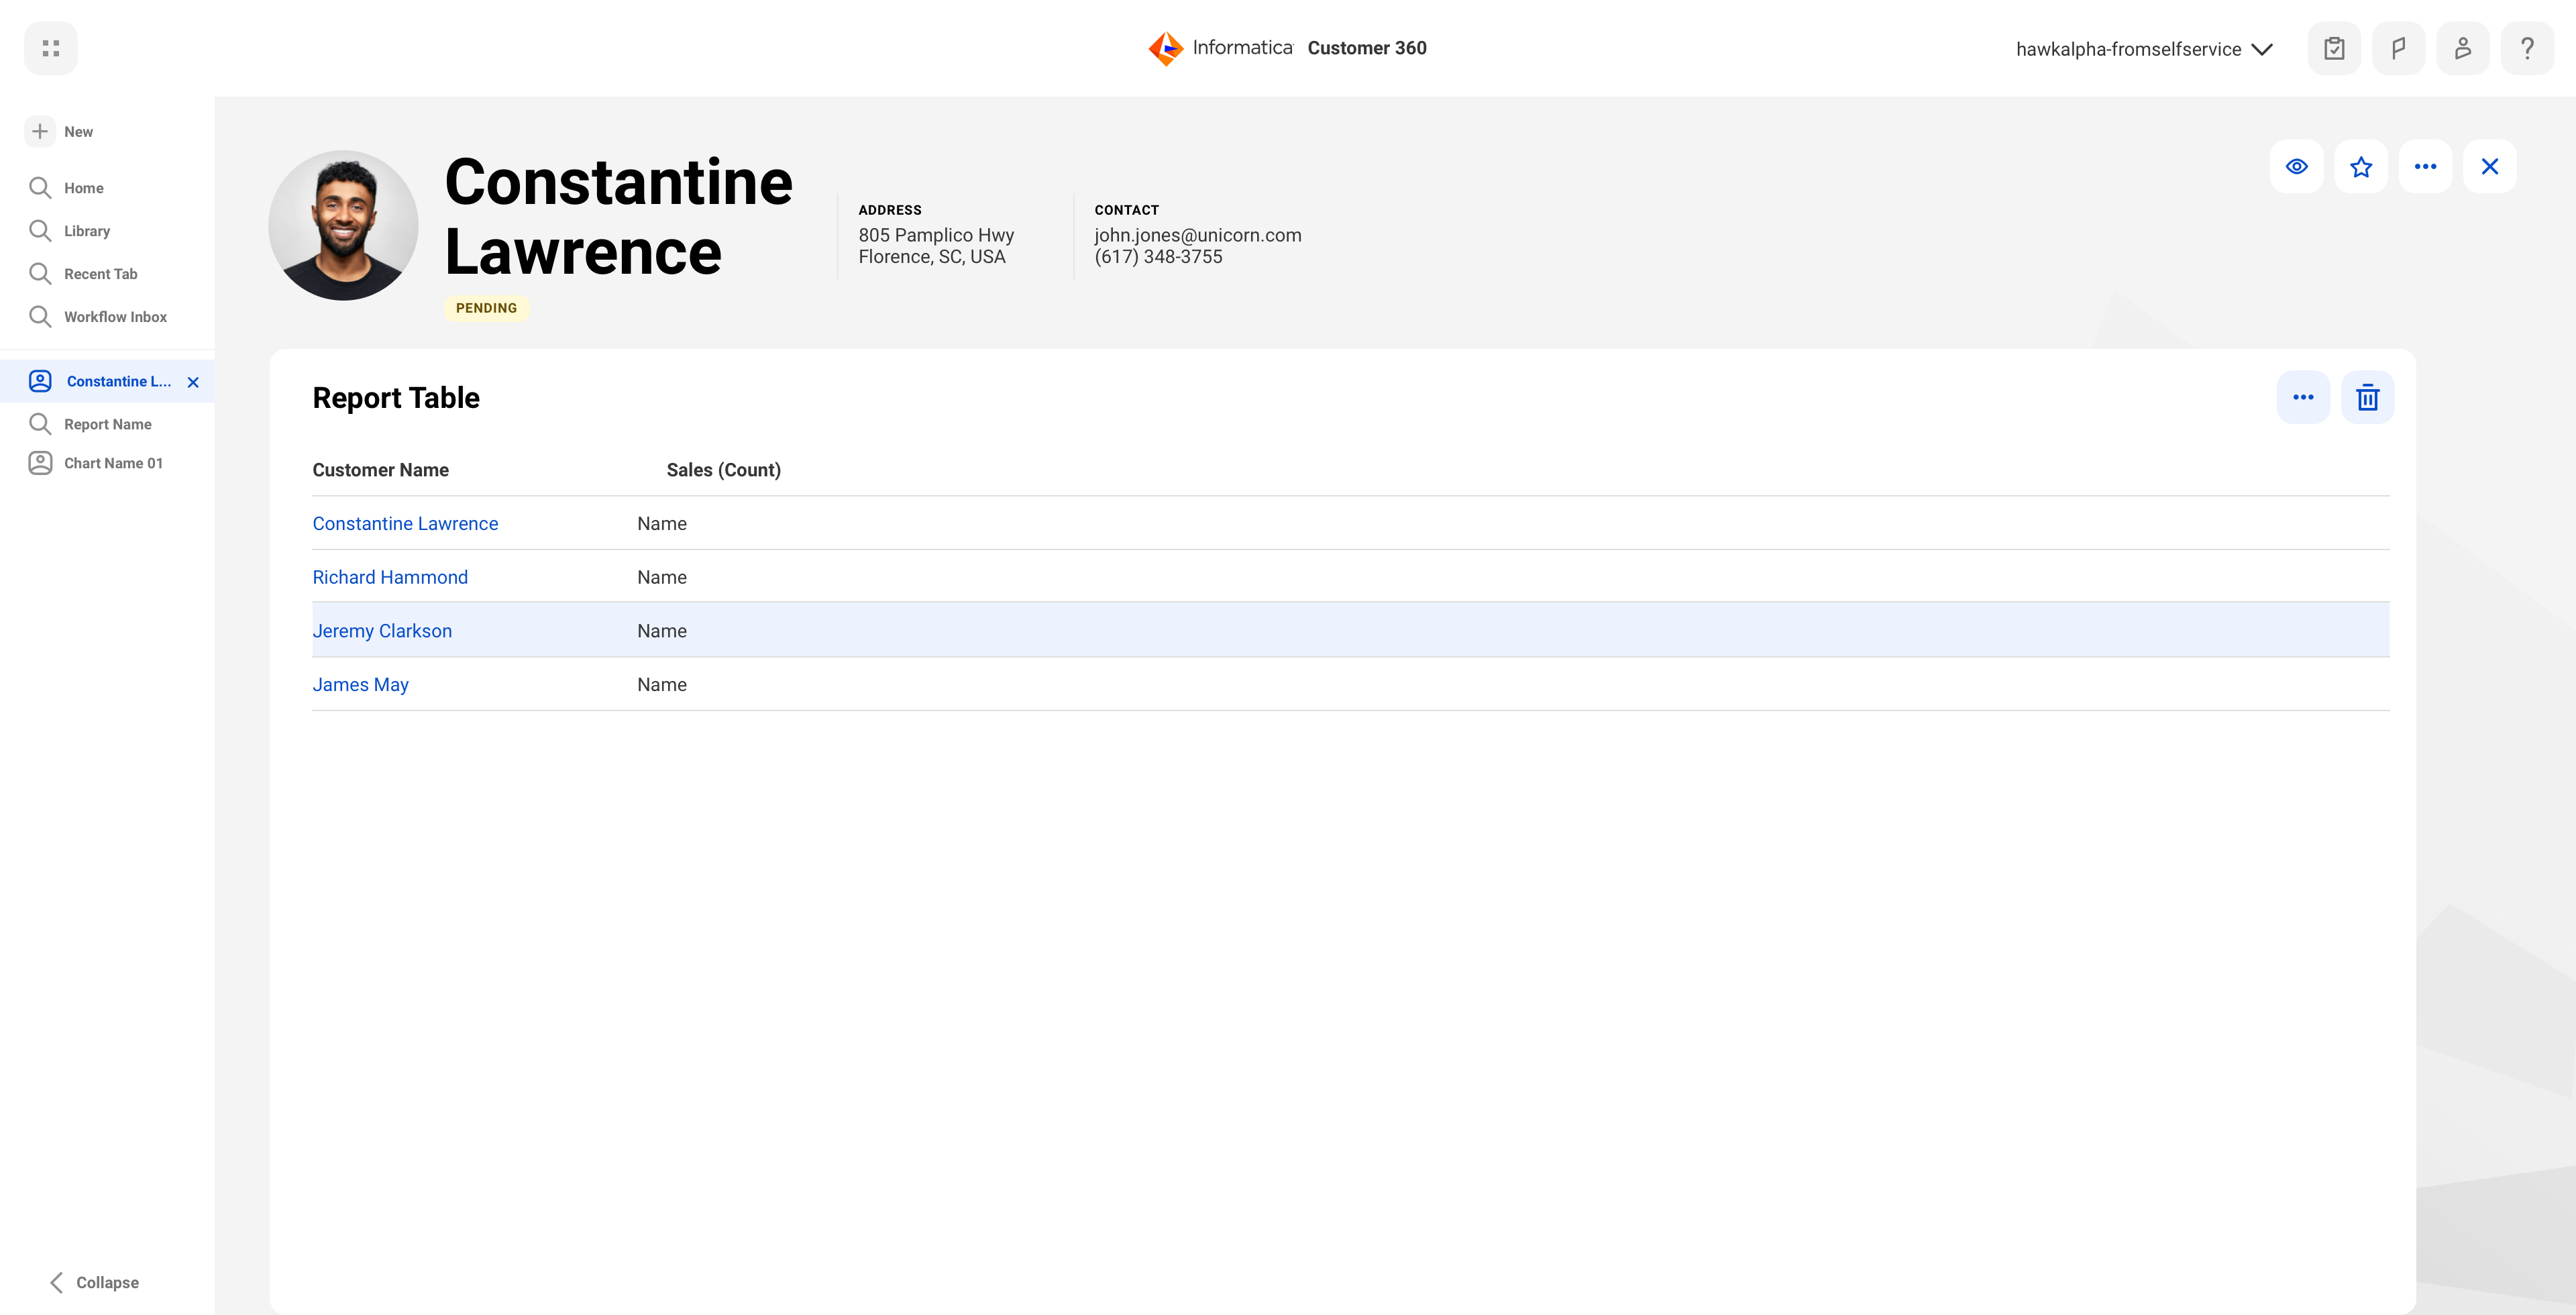 Informatica Customer 360
hawkalpha-fromselfservice
New
Home
Library
Recent Tab
Workflow Inbox
Constantine L...
Report Name
Chart Name 01
Collapse
Constantine
Lawrence
PENDING
ADDRESS
805 Pamplico Hwy
Florence, SC, USA
CONTACT
john.jones@unicorn.com
(617) 348-3755
Report Table
Customer Name Sales (Count)
Constantine Lawrence Name
Richard Hammond Name
Jeremy Clarkson Name
James May Name